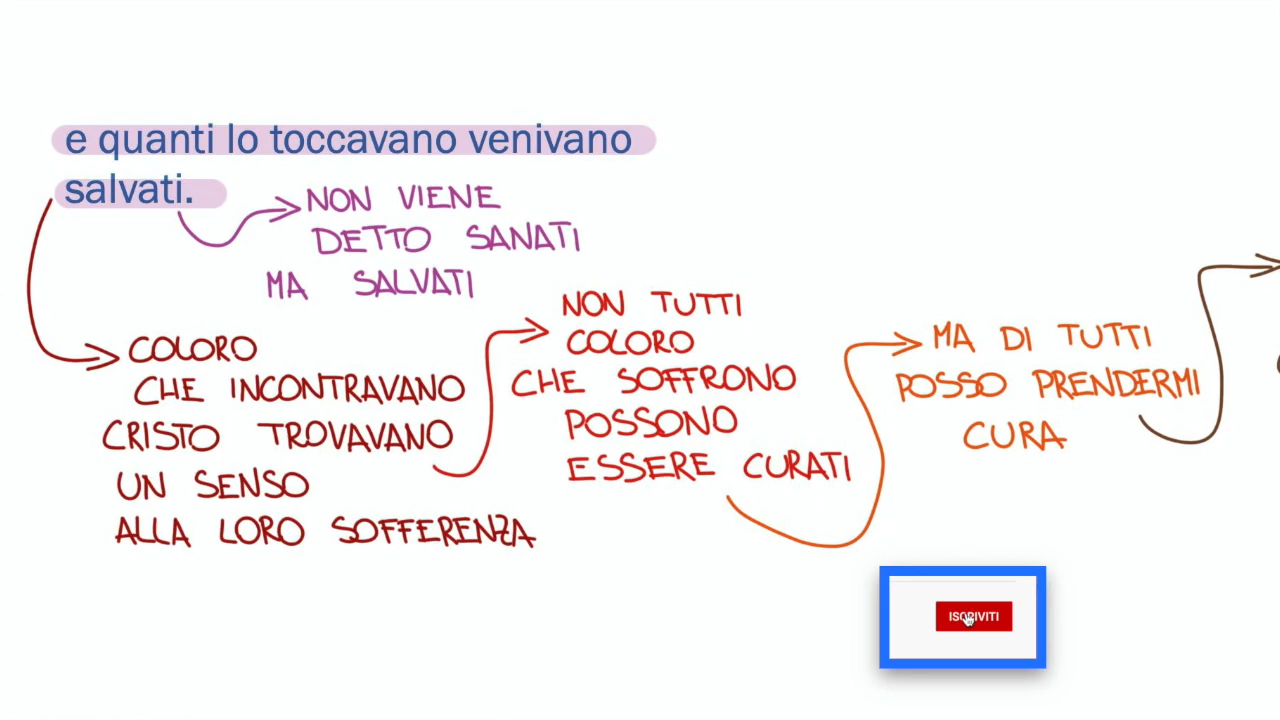 e quanti lo toccavano venivano
salvati.
NON VIENE
DETTO SANATI
MA SALVATI
COLORO
CHE INCONTRAVANO
CRISTO TROVAVANO
UN SENSO
ALLA LORO SOFFERENZA
NON TUTTI
COLORO
CHE SOFFRONO
POSSONO
ESSERE CURATI
MA DI TUTTI
POSSO PRENDERMI
CURA
ISCRIVITI